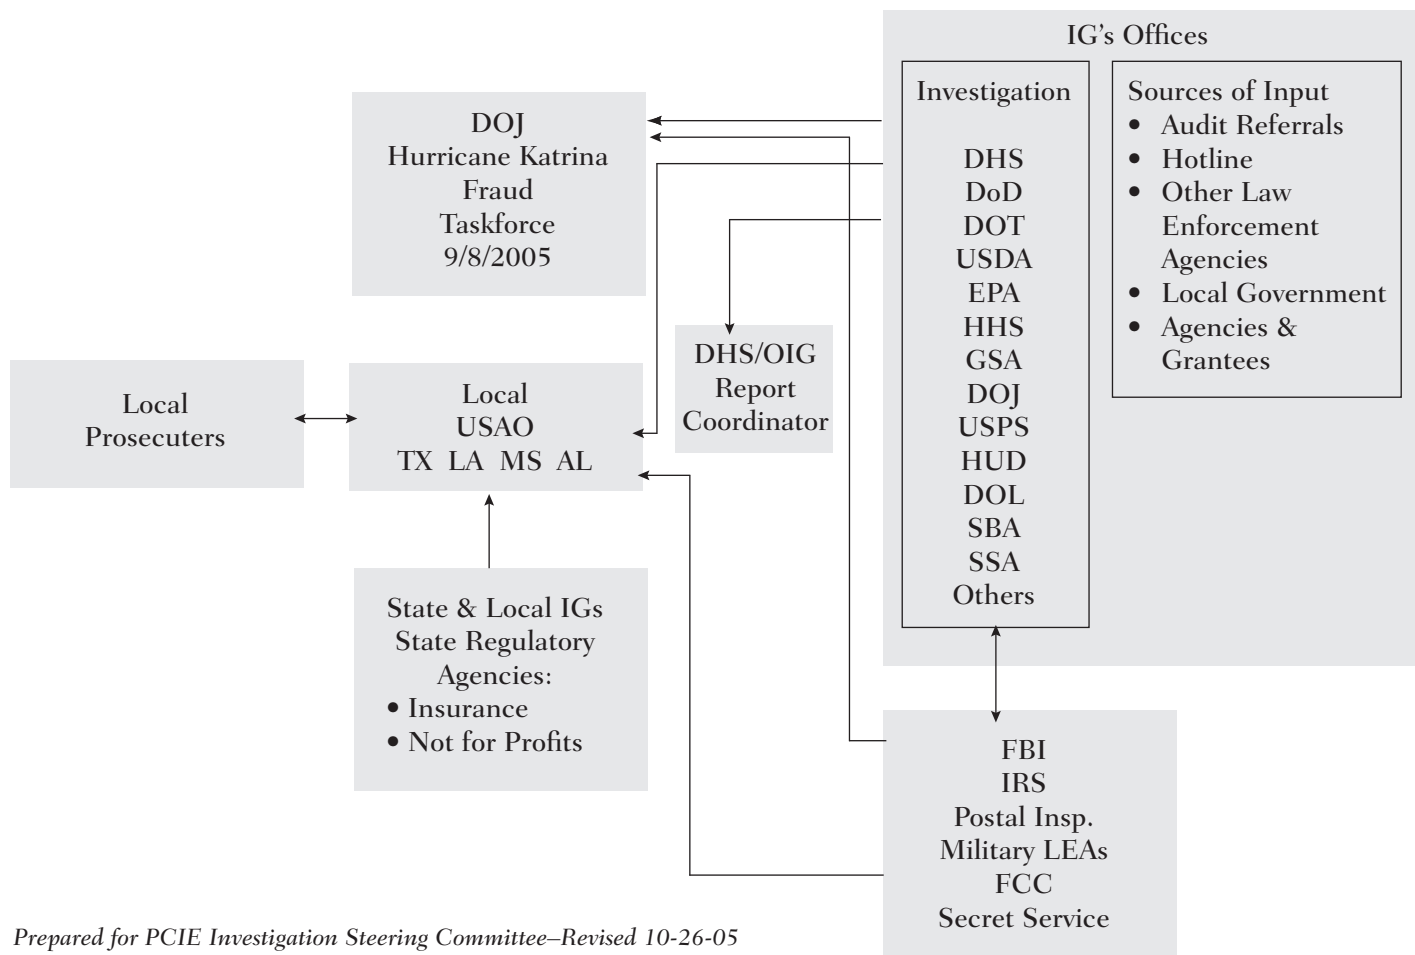 IG's Offices
Investigation
DHS
DoD
DOT
USDA
EPA
HHS
GSA
DOJ
USPS
HUD
DOL
SBA
SSA
Others
Sources of Input
• Audit Referrals
• Hotline
• Other Law
Enforcement
Agencies
• Local Government
• Agencies &
Grantees
DOJ
Hurricane Katrina
Fraud
Taskforce
9/8/2005
DHS/OIG
Report
Coordinator
Local
Prosecuters
Local
USAO
TX LA MS AL
State & Local IGs
State Regulatory
Agencies:
• Insurance
• Not for Profits
FBI
IRS
Postal Insp.
Military LEAs
FCC
Secret Service
Prepared for PCIE Investigation Steering Committee–Revised 10-26-05